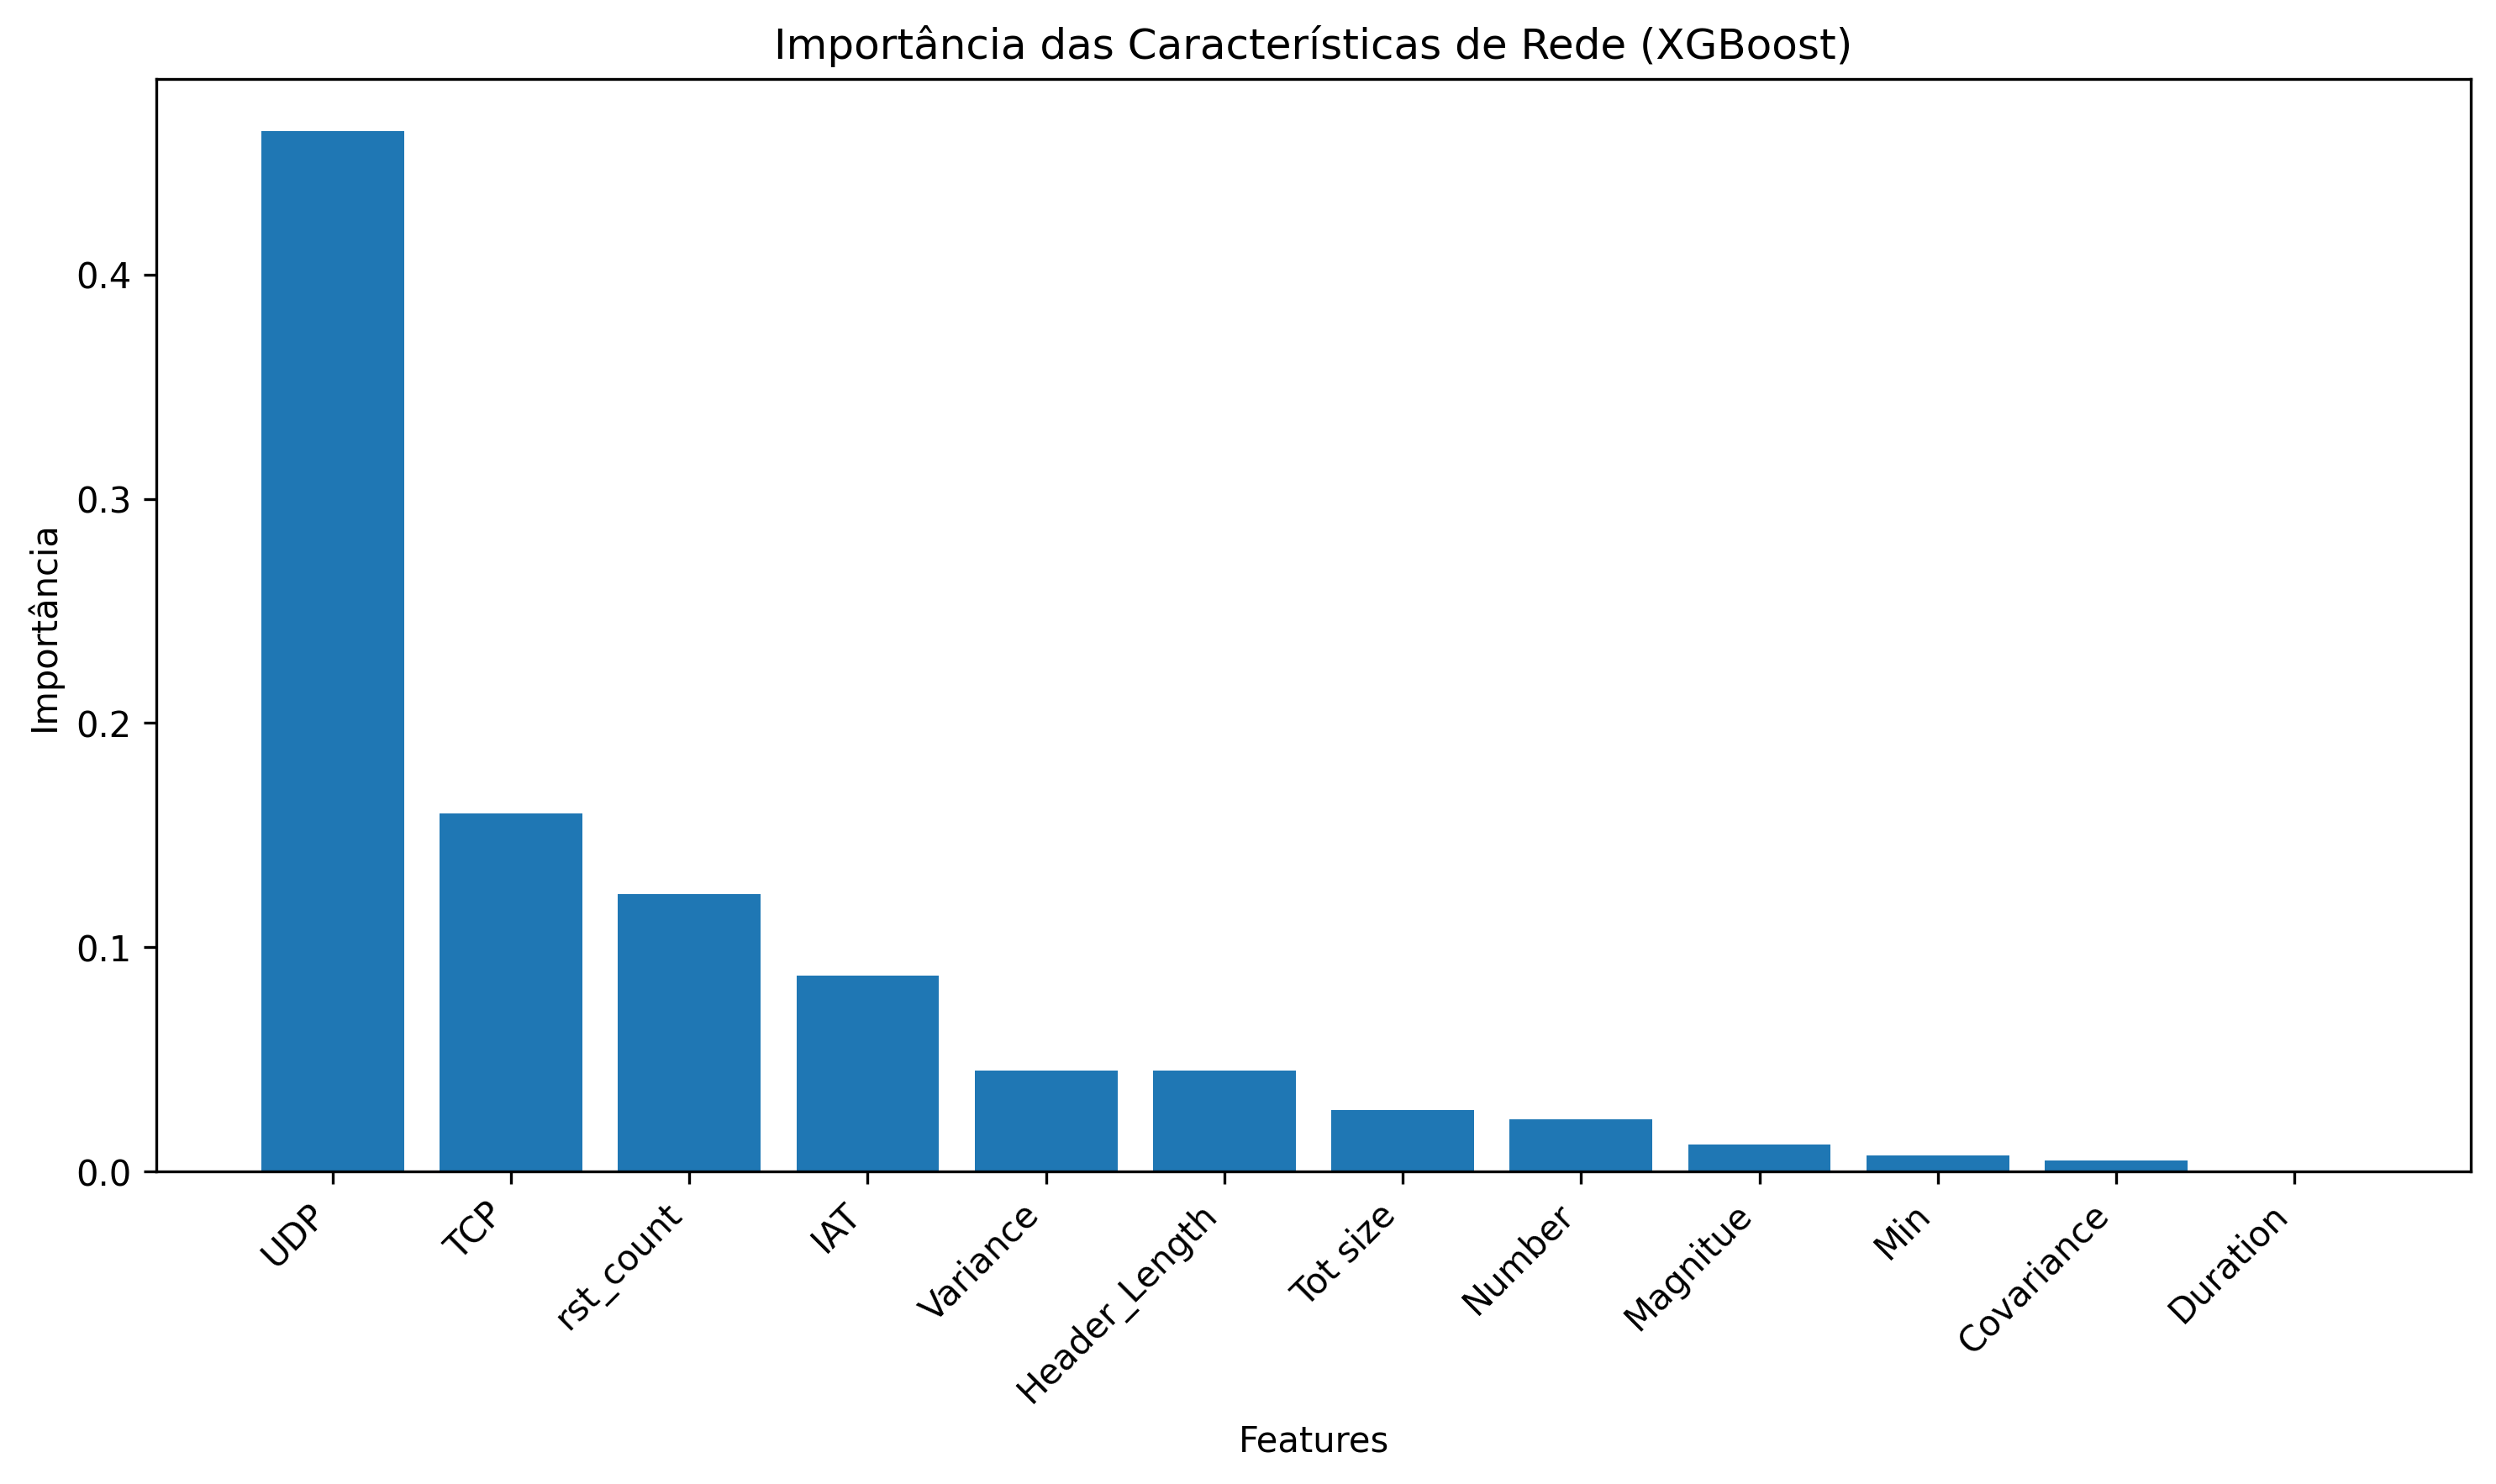 Importância das Características de Rede (XGBoost)
Importância
0.4
0.3
0.2
0.1
0.0
UDP
TCP
rst_count
IAT
Variance
Header_Length
Tot size
Number
Magnitue
Min
Covariance
Duration
Features